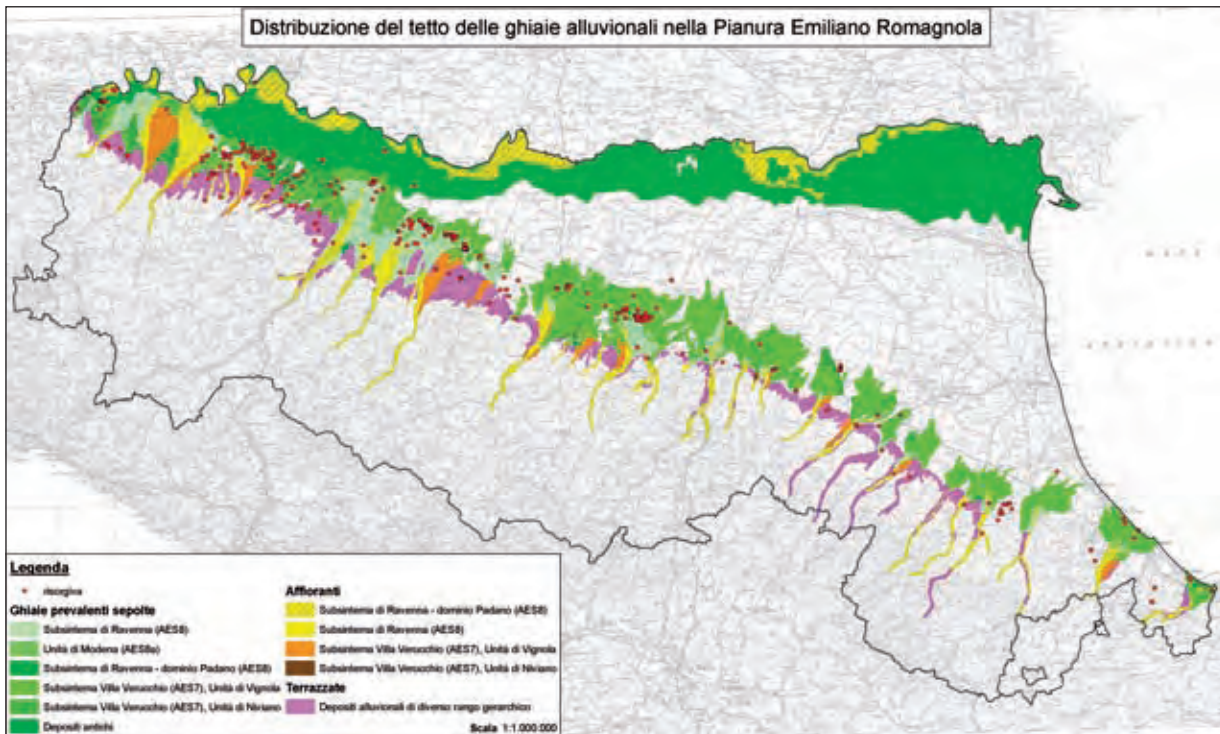 Distribuzione del tetto delle ghiaie alluvionali nella Pianura Emiliano Romagnola
Legenda
risorgiva
Ghiaie prevalenti sepolte
Subsintema di Ravenna (AES8)
Unità di Modena (AES8a)
Subsintema di Ravenna - dominio Padano (AES8)
Subsintema Villa Verucchio (AES7), Unità di Vignola
Subsintema Villa Verucchio (AES7), Unità di Niviano
Depositi antichi
Affioranti
Subsintema di Ravenna - dominio Padano (AES8)
Subsintema di Ravenna (AES8)
Subsintema Villa Verucchio (AES7), Unità di Vignola
Subsintema Villa Verucchio (AES7), Unità di Niviano
Terrazzate
Depositi alluvionali di diverso rango gerarchico
Scala 1:1.000.000